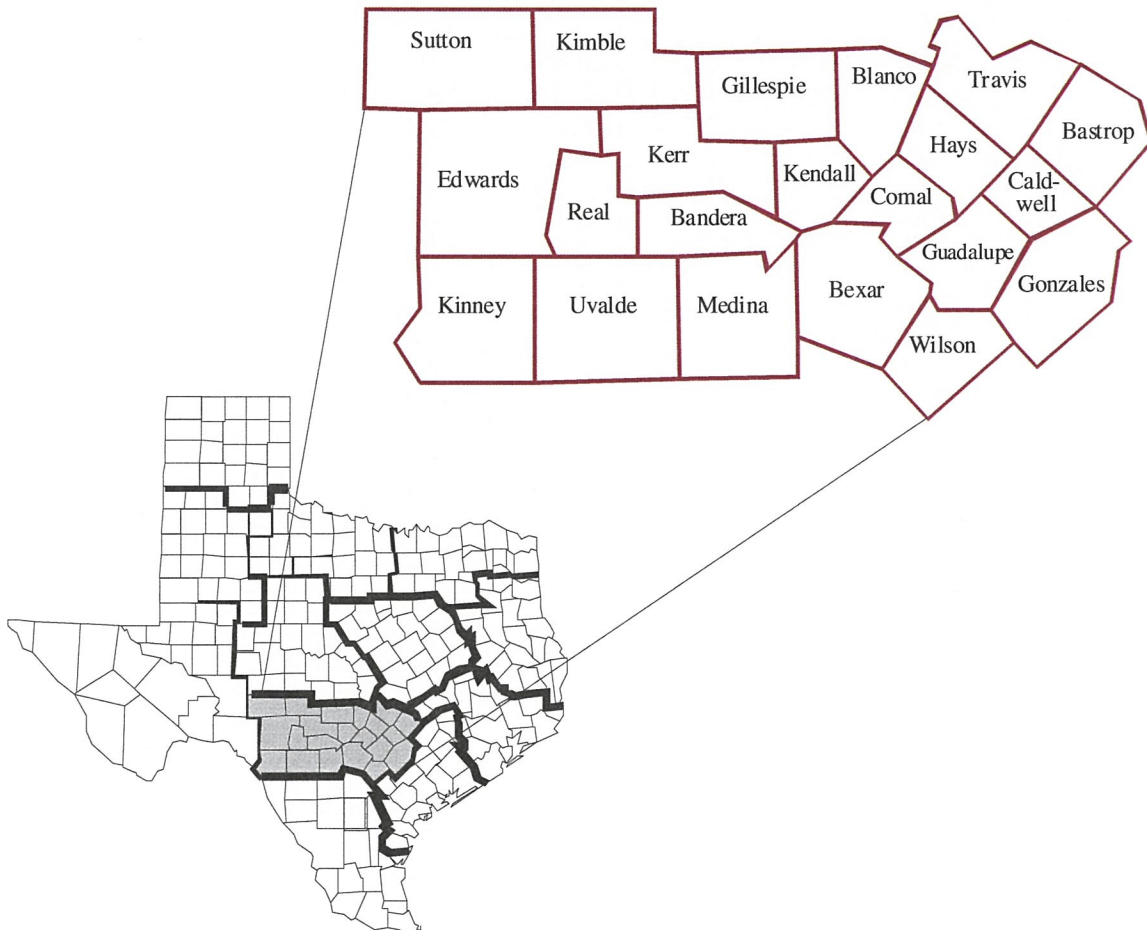 Sutton
Kimble
Gillespie
Blanco
Travis
Bastrop
Edwards
Kerr
Hays
Kendall
Real
Bandera
Comal
Cald-
well
Guadalupe
Kinney
Uvalde
Medina
Bexar
Gonzales
Wilson